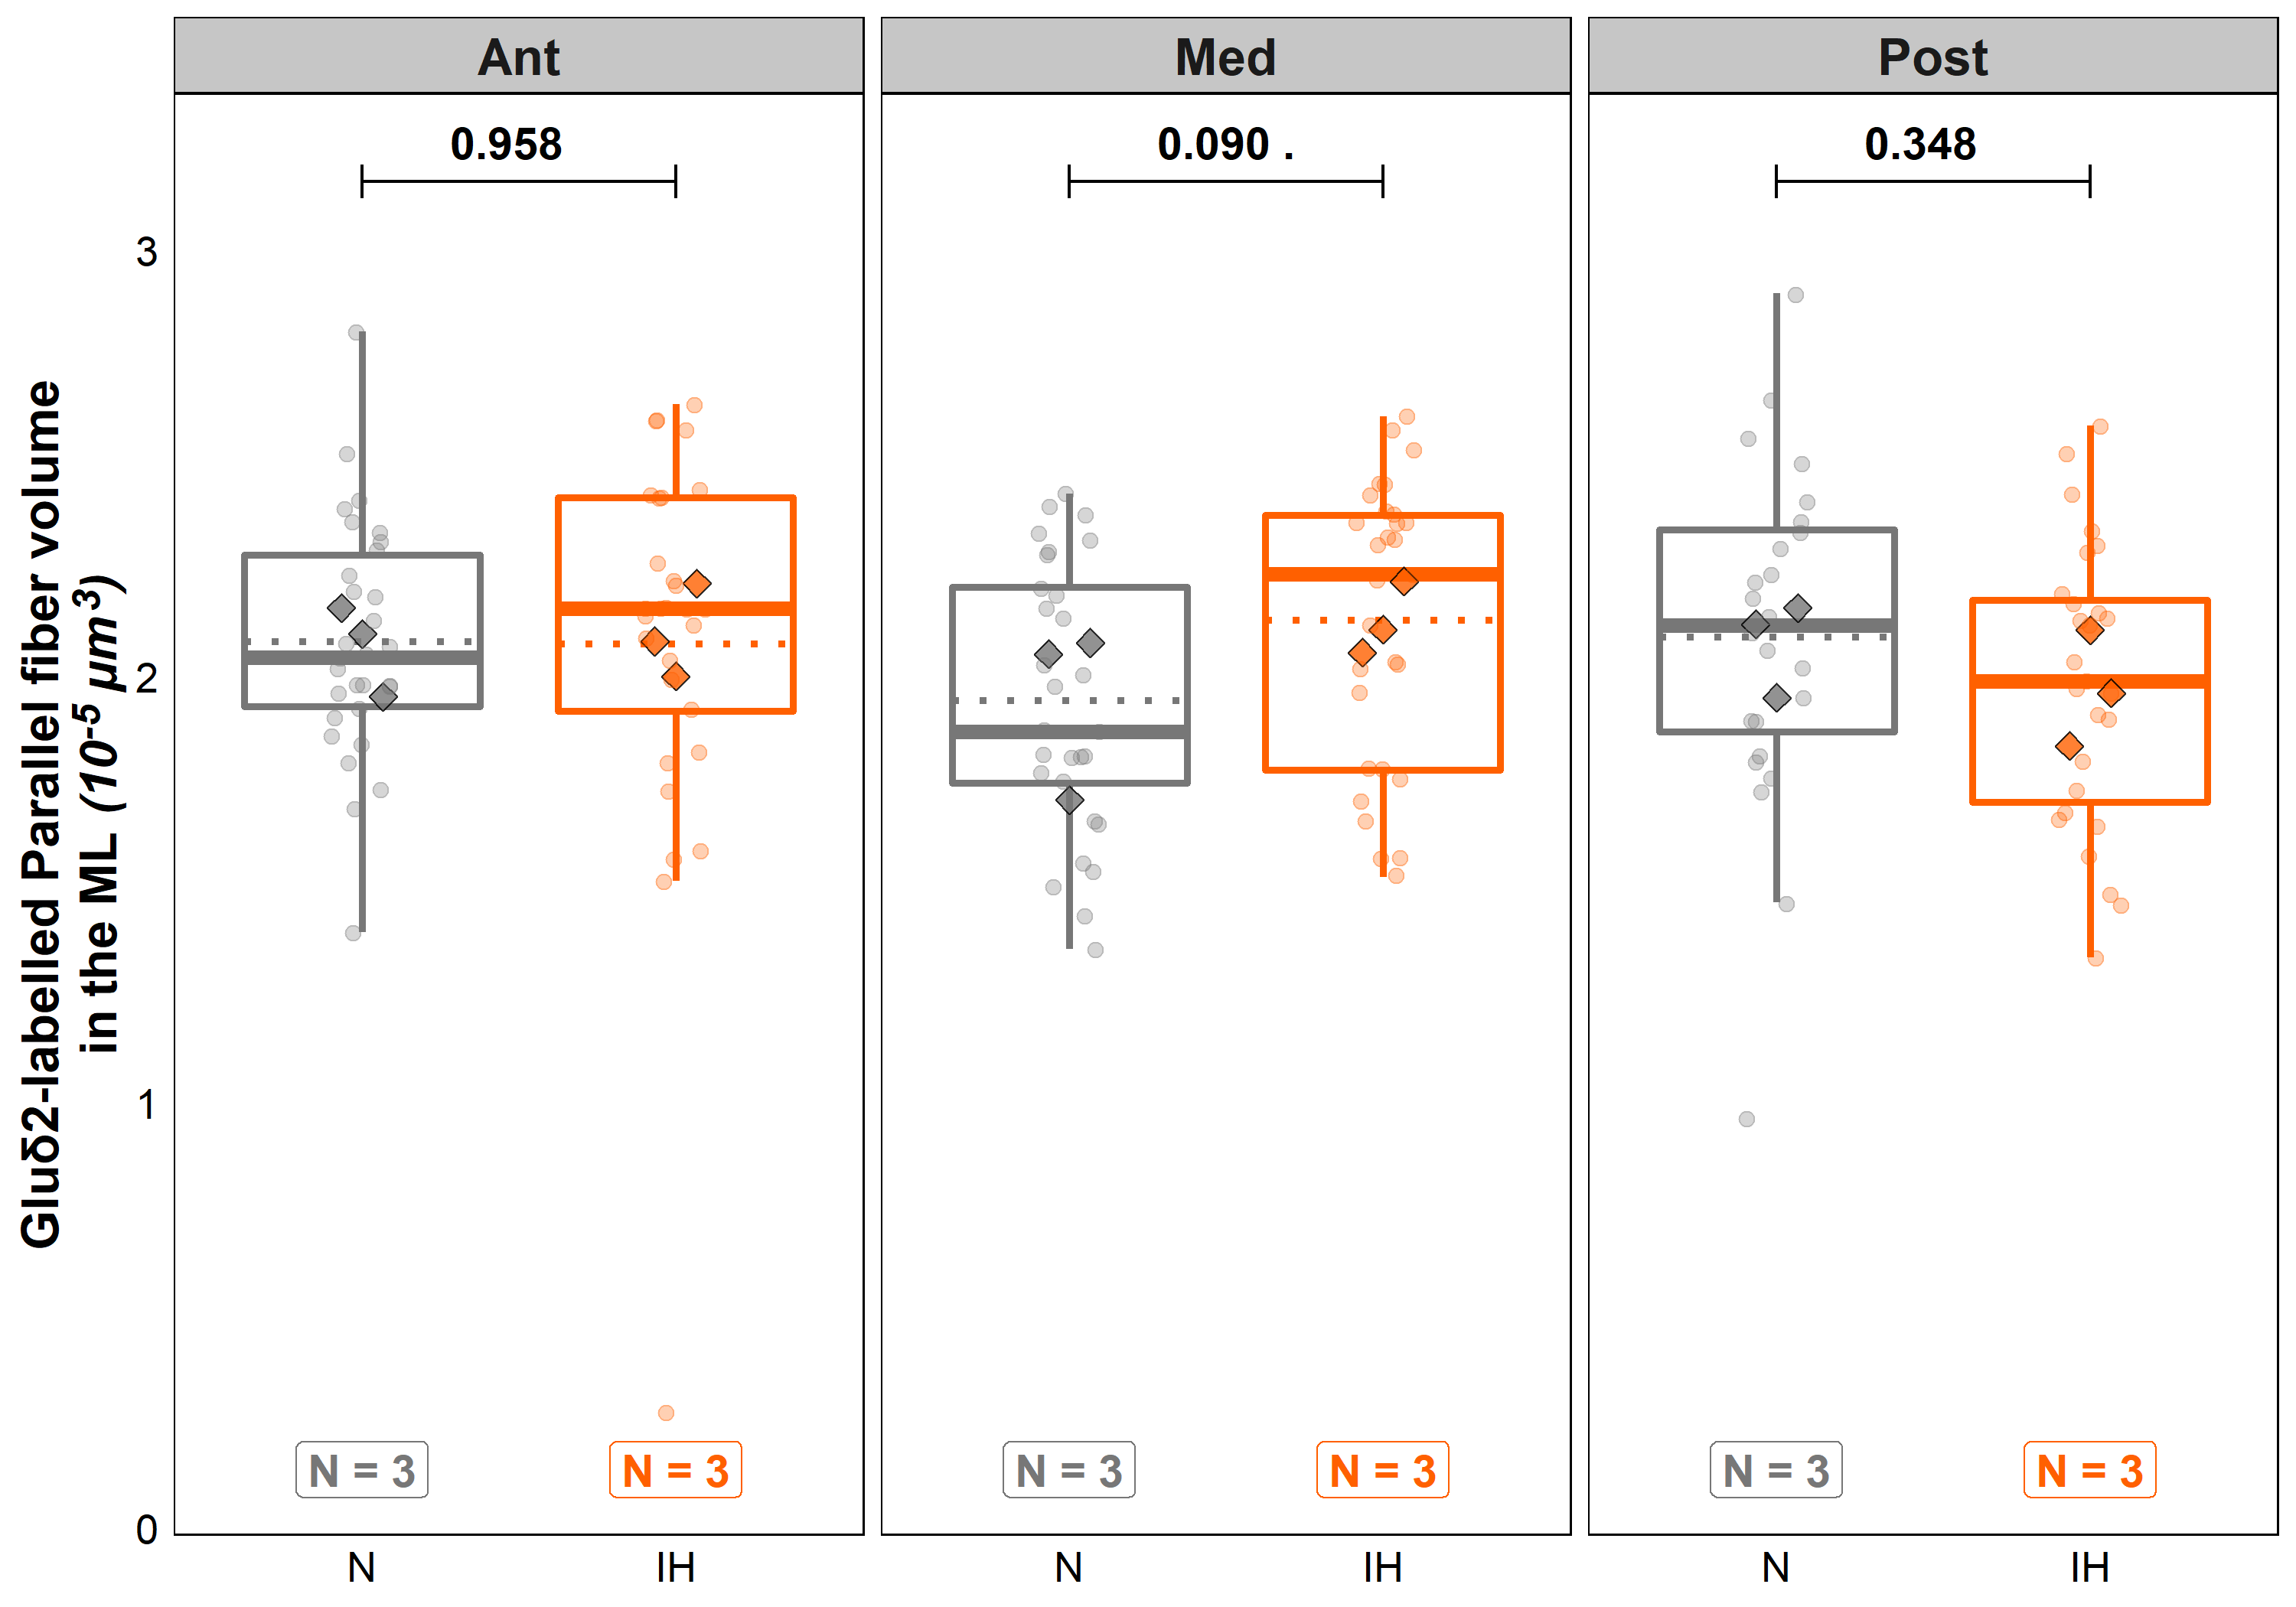 Ant
Med
Post
0.958
0.090 .
0.348
Gluδ2-labelled Parallel fiber volume
in the ML (10⁻⁵ µm³)
3
2
1
0
N = 3
N = 3
N = 3
N = 3
N = 3
N = 3
N
IH
N
IH
N
IH